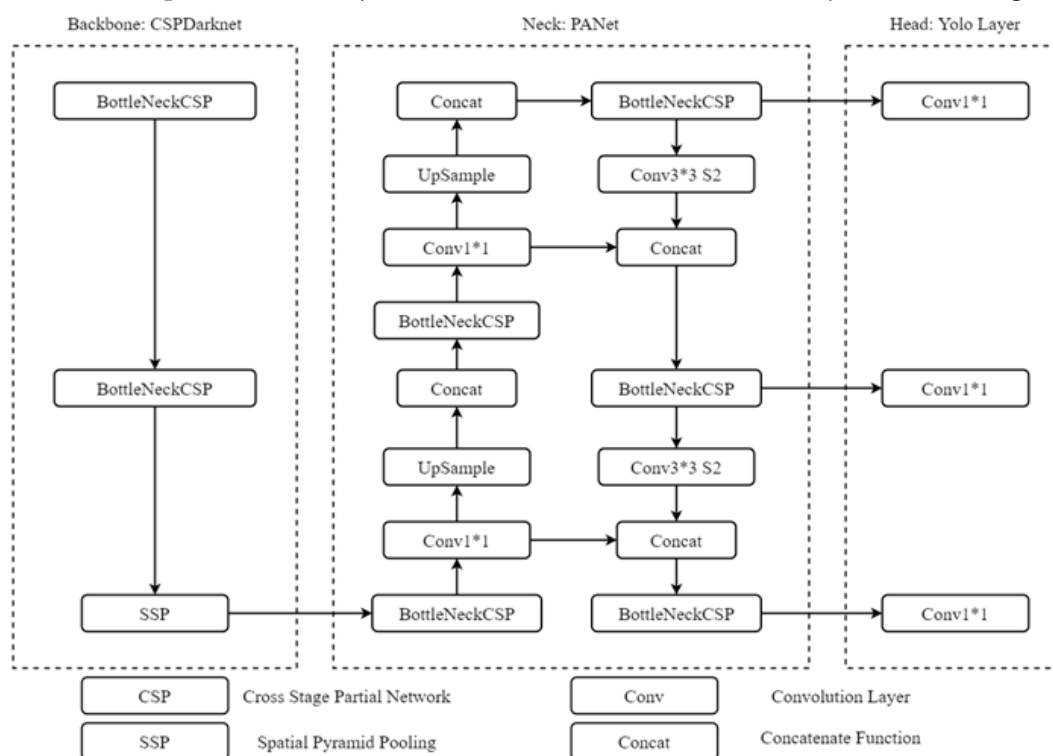 Backbone: CSPDarknet
Neck: PANet
Head: Yolo Layer
BottleNeckCSP
BottleNeckCSP
SSP
Concat
UpSample
Conv1*1
BottleNeckCSP
Concat
UpSample
Conv1*1
BottleNeckCSP
BottleNeckCSP
Conv3*3 S2
Concat
BottleNeckCSP
Conv3*3 S2
Concat
BottleNeckCSP
Conv1*1
Conv1*1
Conv1*1
CSP
Cross Stage Partial Network
Conv
Convolution Layer
SSP
Spatial Pyramid Pooling
Concat
Concatenate Function